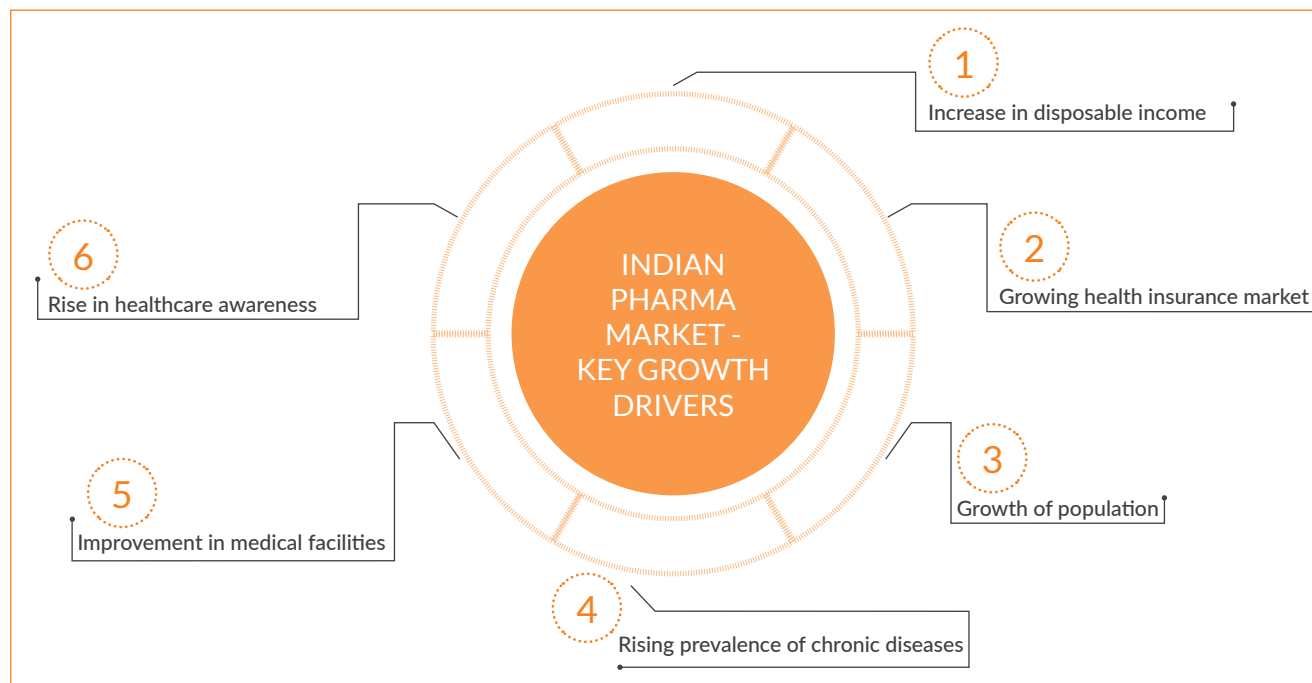 INDIAN
PHARMA
MARKET -
KEY GROWTH
DRIVERS
1
Increase in disposable income
2
Growing health insurance market
3
Growth of population
4
Rising prevalence of chronic diseases
5
Improvement in medical facilities
6
Rise in healthcare awareness